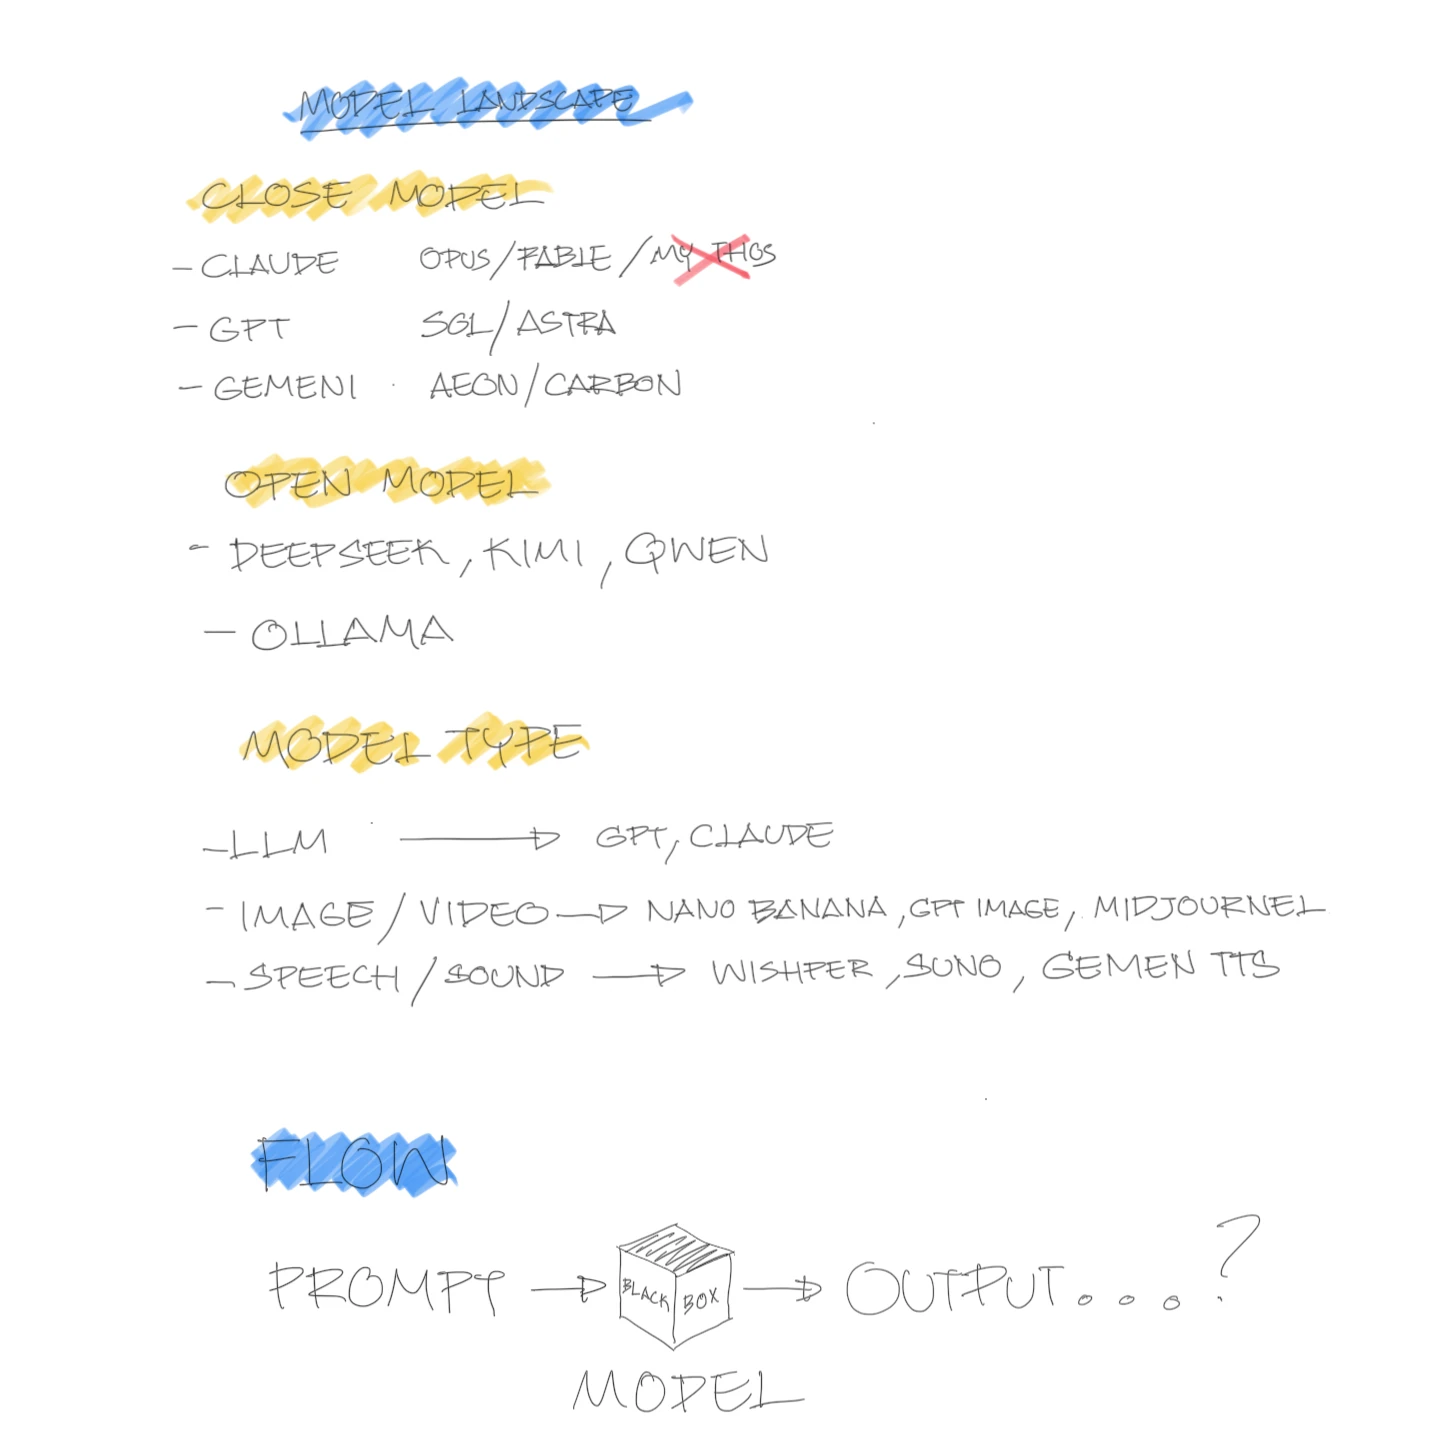 MODEL LANDSCAPE
CLOSE MODEL
- CLAUDE OPUS/FABLE/MYTHOS
- GPT SOL/ASTRA
- GEMENI AEON/CARBON
OPEN MODEL
- DEEPSEEK, KIMI, QWEN
- OLLAMA
MODEL TYPE
- LLM → GPT, CLAUDE
- IMAGE/VIDEO → NANO BANANA, GPT IMAGE, MIDJOURNEL
- SPEECH/SOUND → WISHPER, SUNO, GEMEN TTS
FLOW
PROMPT → BLACK BOX → OUTPUT...?
MODEL